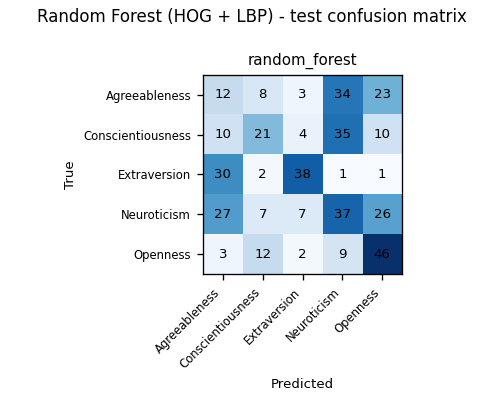 Random Forest (HOG + LBP) - test confusion matrix
random_forest
Agreeableness 12 8 3 34 23
Conscientiousness 10 21 4 35 10
Extraversion 30 2 38 1 1
Neuroticism 27 7 7 37 26
Openness 3 12 2 9 46
True
Agreeableness Conscientiousness Extraversion Neuroticism Openness
Predicted